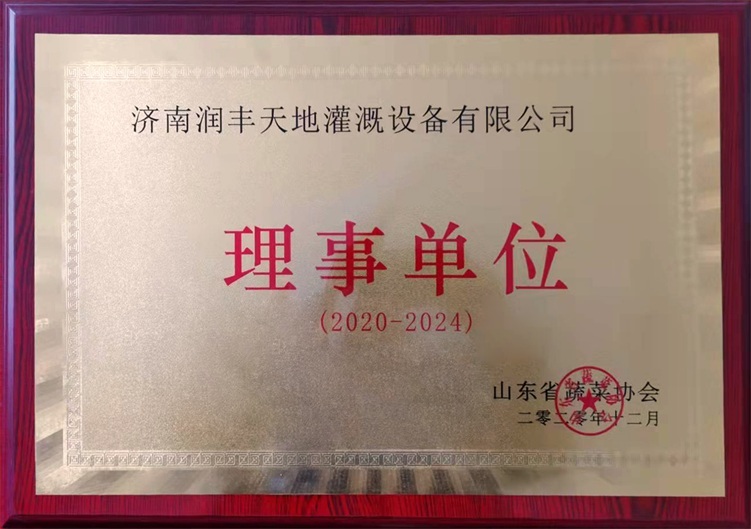 济南润丰天地灌溉设备有限公司
理事单位
(2020-2024)
山东省蔬菜协会
二零二零年十二月